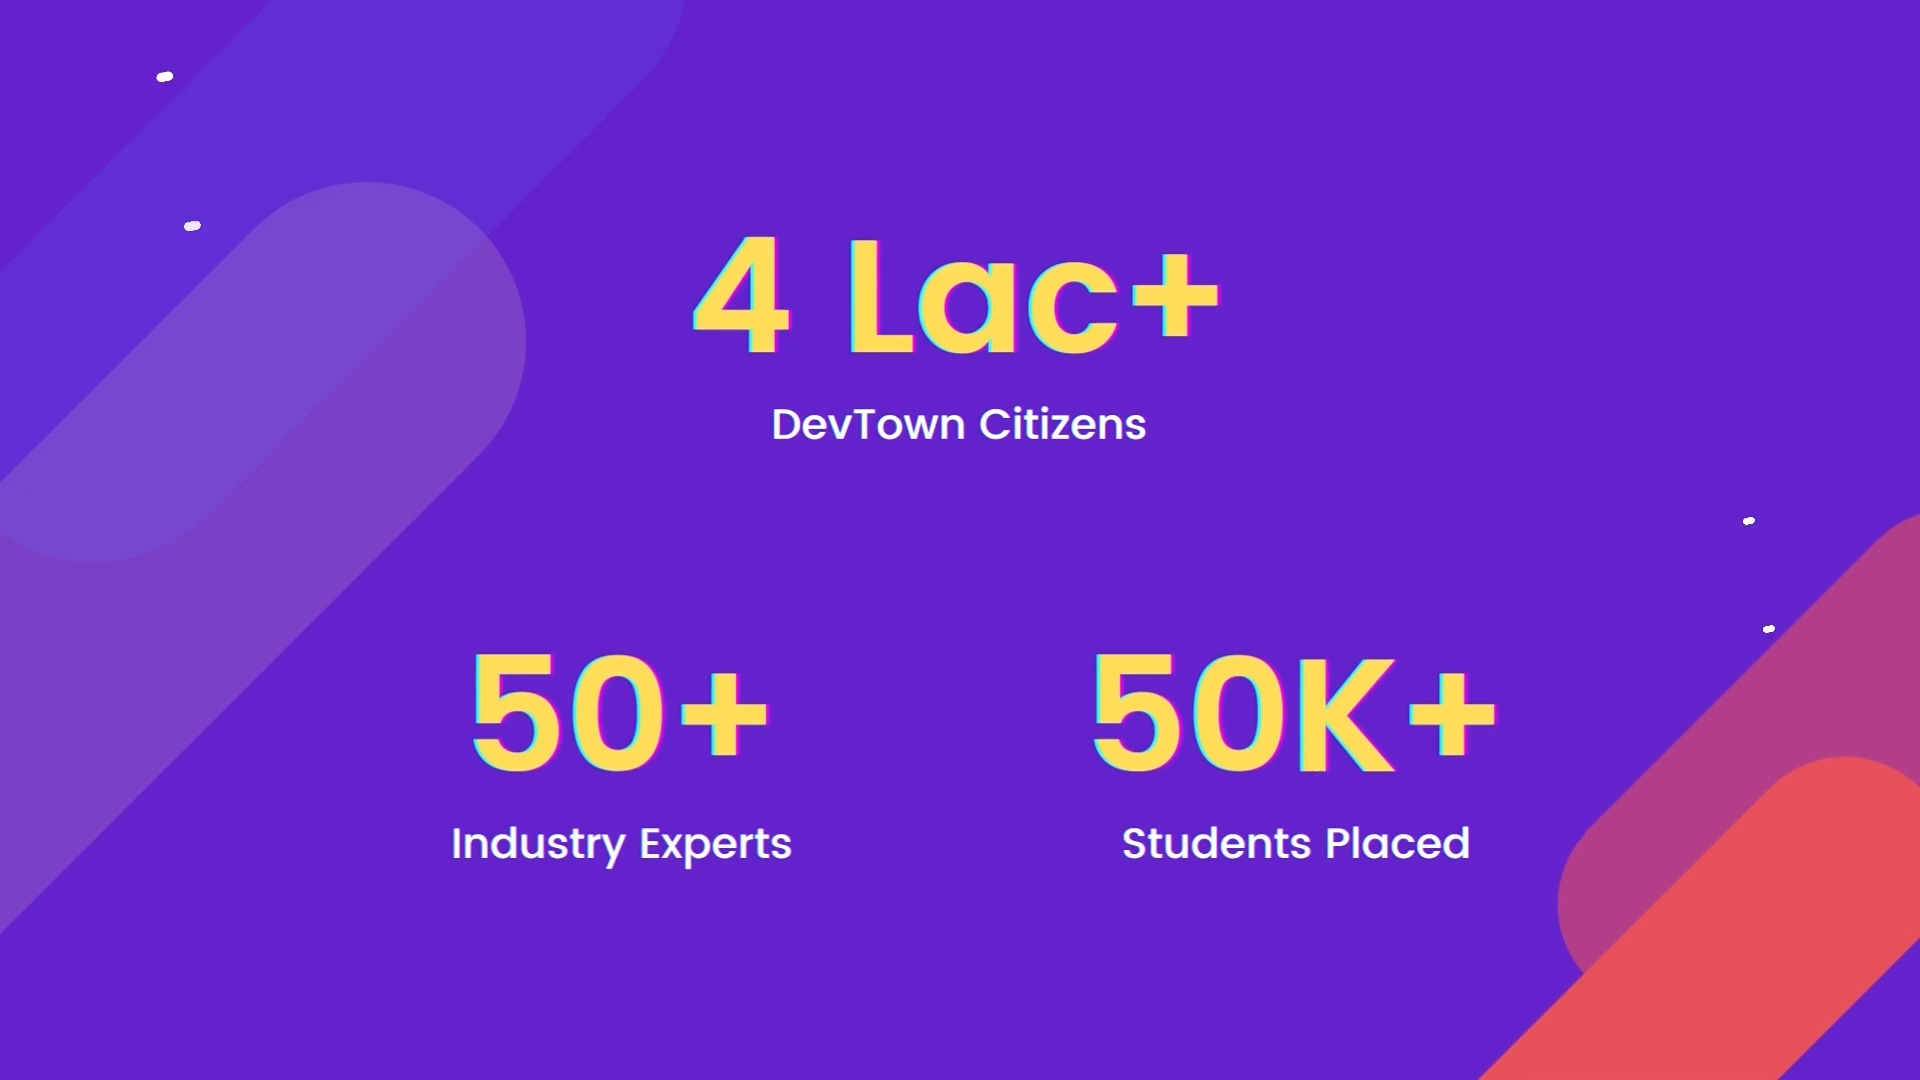 4 Lac+
DevTown Citizens
50+
Industry Experts
50K+
Students Placed